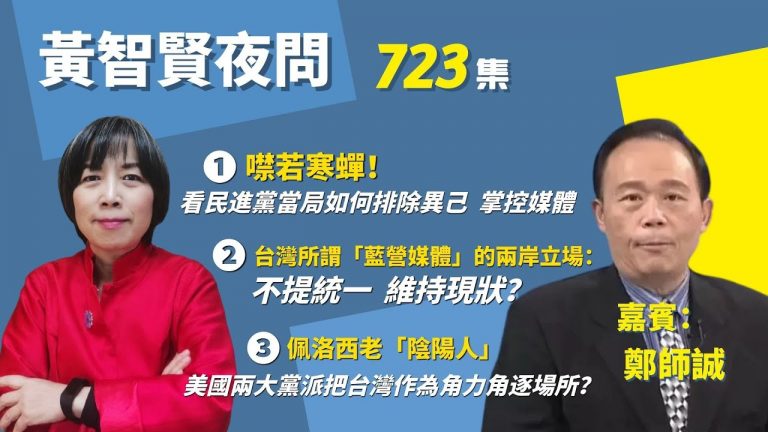 黃智賢夜問 723集
1 噤若寒蟬!
看民進黨當局如何排除異己 掌控媒體
2 台灣所謂「藍營媒體」的兩岸立場:
不提統一 維持現狀?
3 佩洛西老「陰陽人」
美國兩大黨派把台灣作為角力角逐場所?
嘉賓:
鄭師誠